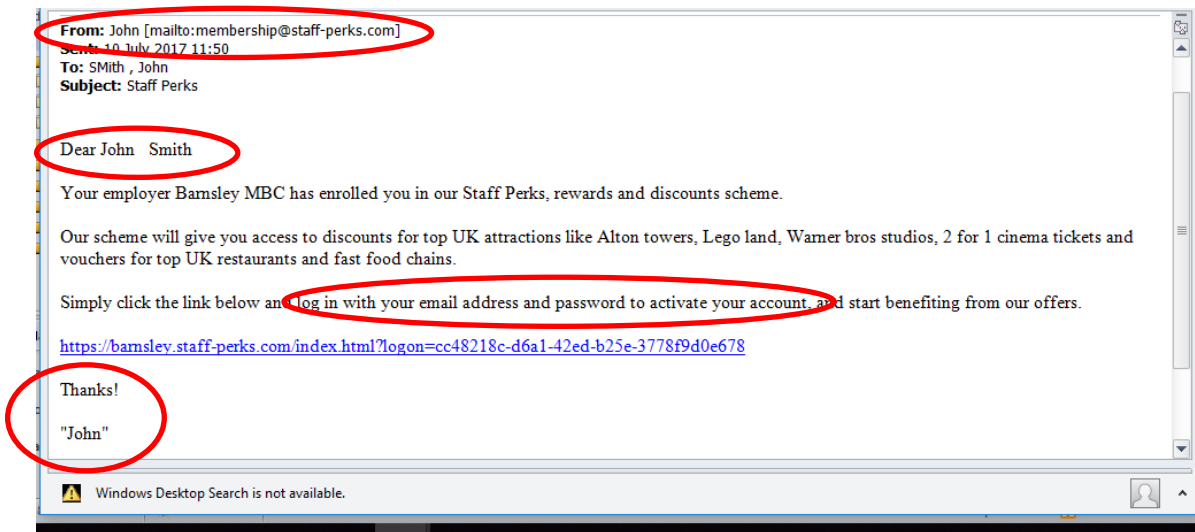 From: John [mailto:membership@staff-perks.com]
Sent: 10 July 2017 11:50
To: SMith , John
Subject: Staff Perks
Dear John   Smith
Your employer Barnsley MBC has enrolled you in our Staff Perks, rewards and discounts scheme.
Our scheme will give you access to discounts for top UK attractions like Alton towers, Lego land, Warner bros studios, 2 for 1 cinema tickets and
vouchers for top UK restaurants and fast food chains.
Simply click the link below and log in with your email address and password to activate your account, and start benefiting from our offers.
https://barnsley.staff-perks.com/index.html?logon=cc48218c-d6a1-42ed-b25e-3778f9d0e678
Thanks!
"John"
Windows Desktop Search is not available.